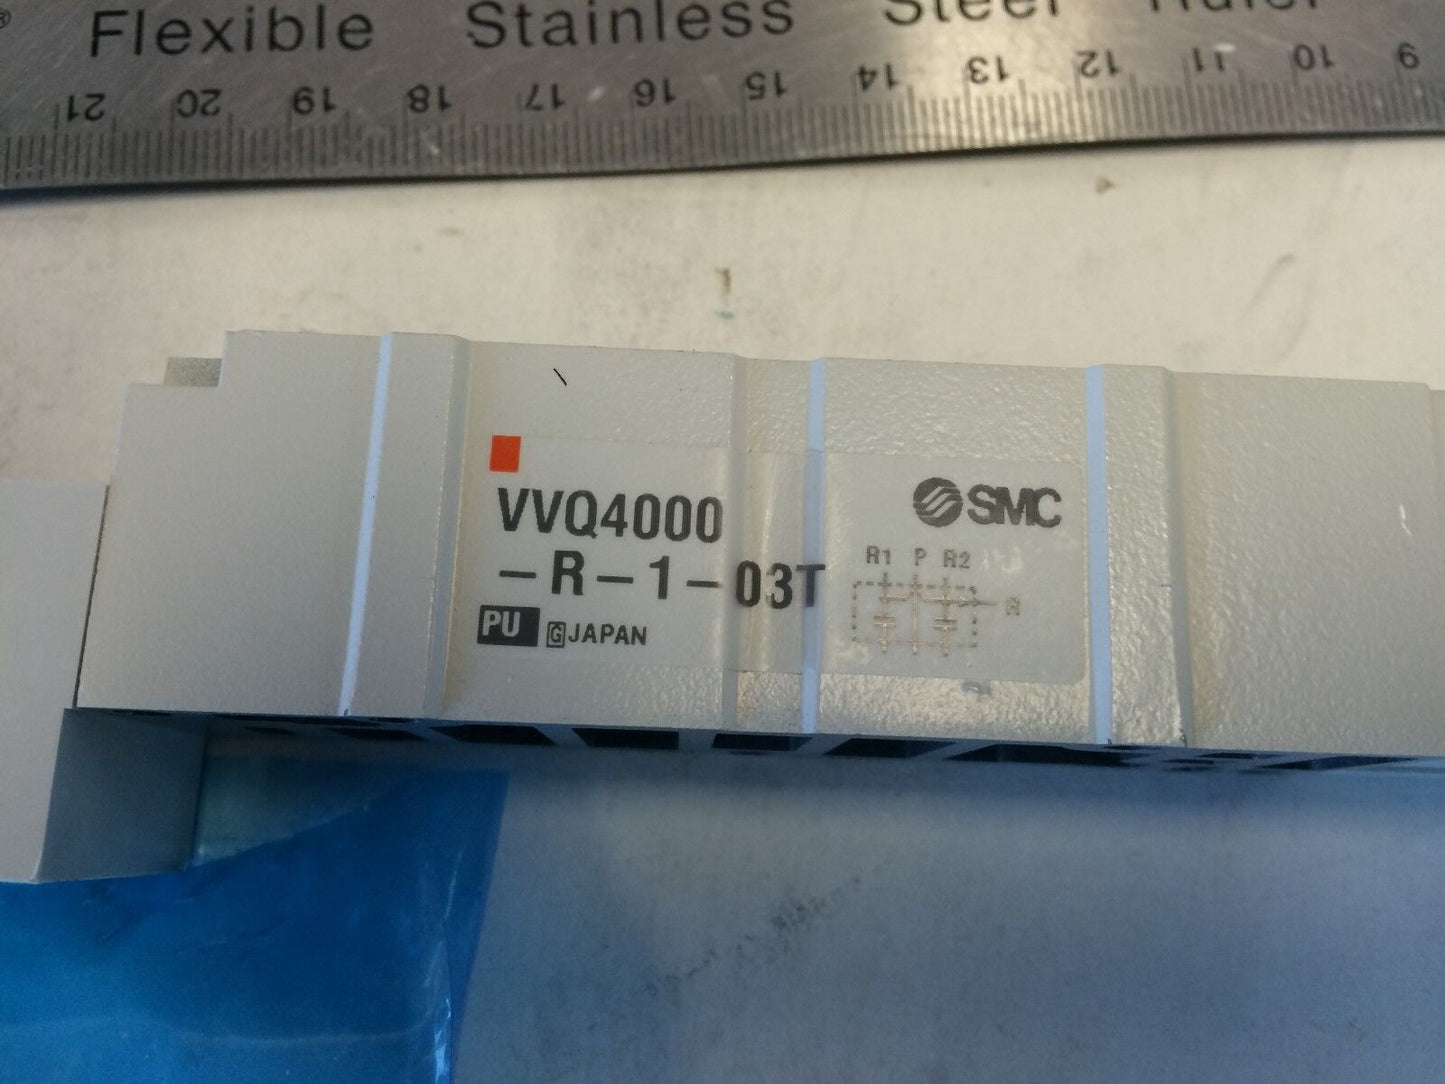 ® Flexible Stainless Steel Ruler
21 20 19 18 17 16 15 14 13 12 11 10 9
VVQ4000
-R-1-03T
PU G JAPAN
SMC
R1 P R2
R